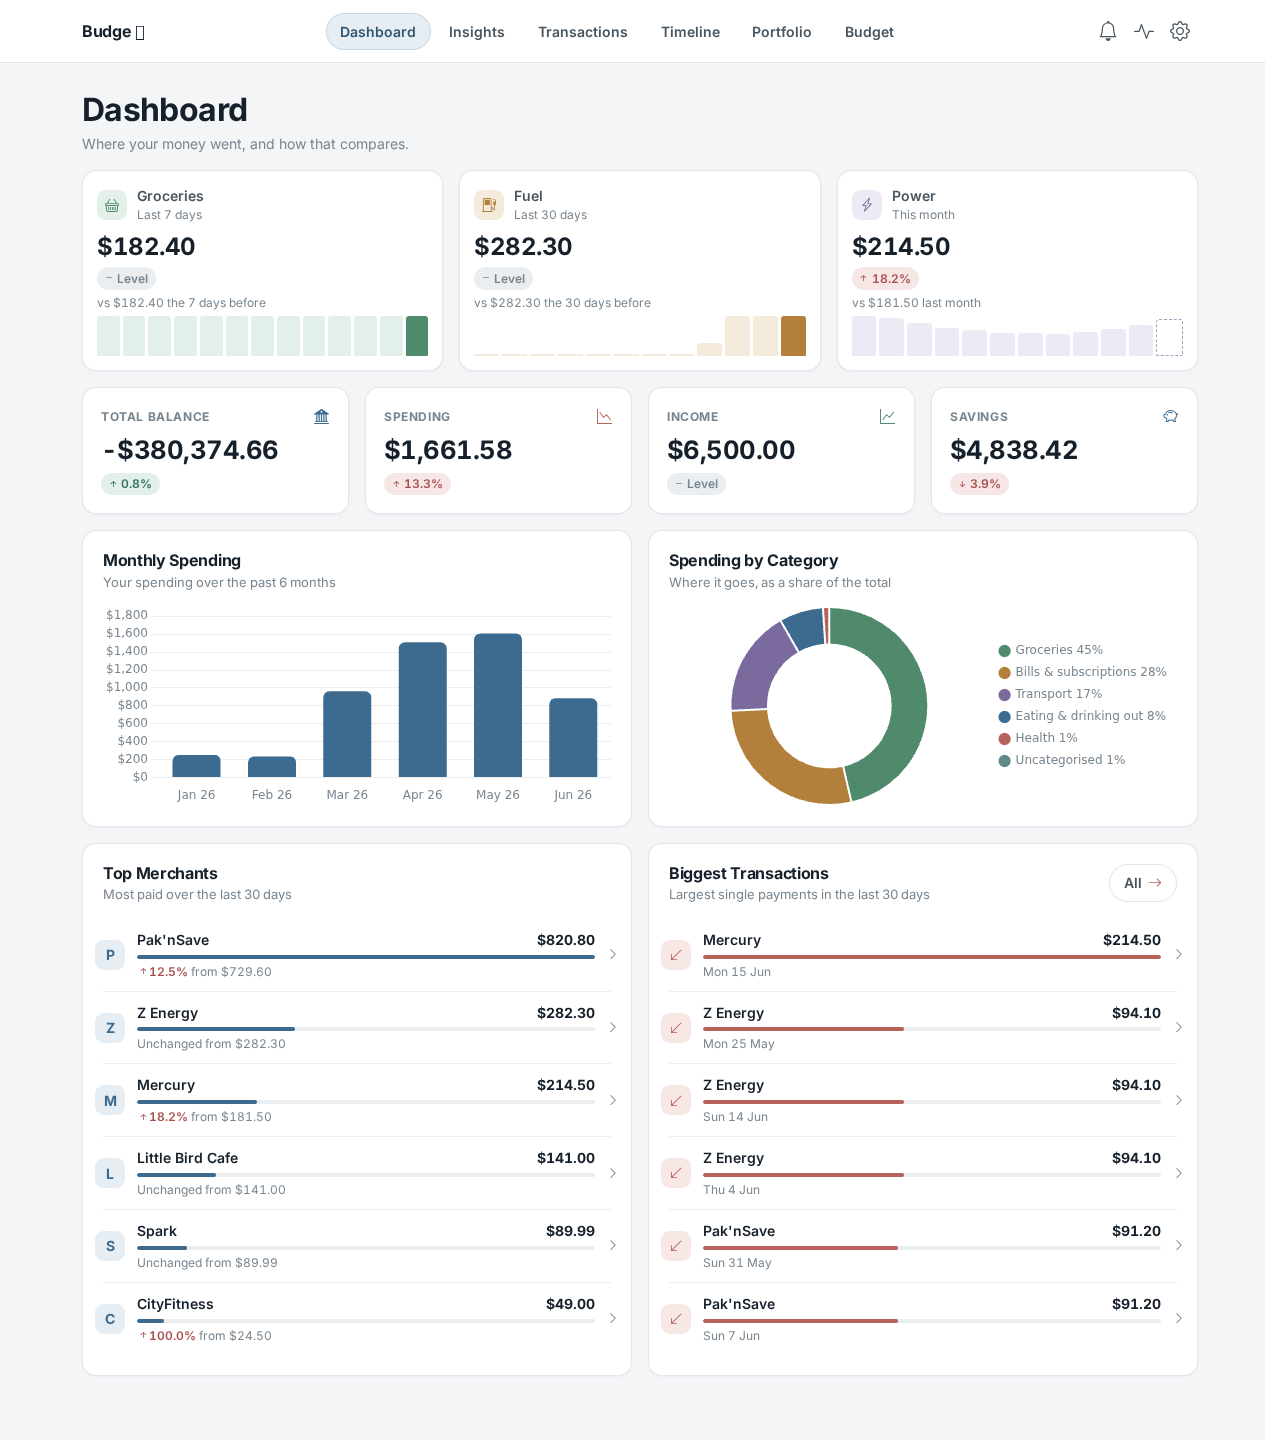 Budge
Dashboard
Insights
Transactions
Timeline
Portfolio
Budget
Dashboard
Where your money went, and how that compares.
Groceries
Last 7 days
$182.40
− Level
vs $182.40 the 7 days before
Fuel
Last 30 days
$282.30
− Level
vs $282.30 the 30 days before
Power
This month
$214.50
↑ 18.2%
vs $181.50 last month
TOTAL BALANCE
-$380,374.66
↑ 0.8%
SPENDING
$1,661.58
↑ 13.3%
INCOME
$6,500.00
− Level
SAVINGS
$4,838.42
↓ 3.9%
Monthly Spending
Your spending over the past 6 months
$1,800
$1,600
$1,400
$1,200
$1,000
$800
$600
$400
$200
$0
Jan 26
Feb 26
Mar 26
Apr 26
May 26
Jun 26
Spending by Category
Where it goes, as a share of the total
Groceries 45%
Bills & subscriptions 28%
Transport 17%
Eating & drinking out 8%
Health 1%
Uncategorised 1%
Top Merchants
Most paid over the last 30 days
P
Pak'nSave
$820.80
↑ 12.5% from $729.60
Z
Z Energy
$282.30
Unchanged from $282.30
M
Mercury
$214.50
↑ 18.2% from $181.50
L
Little Bird Cafe
$141.00
Unchanged from $141.00
S
Spark
$89.99
Unchanged from $89.99
C
CityFitness
$49.00
↑ 100.0% from $24.50
Biggest Transactions
Largest single payments in the last 30 days
All →
Mercury
$214.50
Mon 15 Jun
Z Energy
$94.10
Mon 25 May
Z Energy
$94.10
Sun 14 Jun
Z Energy
$94.10
Thu 4 Jun
Pak'nSave
$91.20
Sun 31 May
Pak'nSave
$91.20
Sun 7 Jun